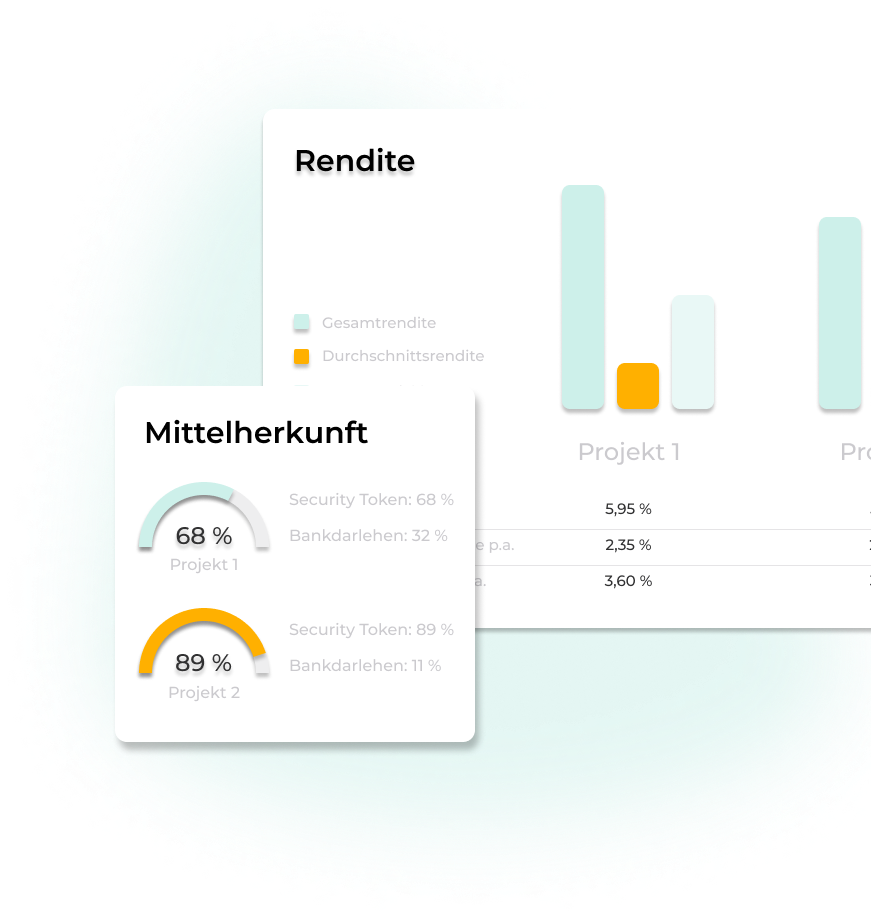 Rendite
Gesamtrendite
Durchschnittsrendite
Projekt 1
5,95 %
e p.a.
2,35 %
a.
3,60 %
Mittelherkunft
68 %
Projekt 1
Security Token: 68 %
Bankdarlehen: 32 %
89 %
Projekt 2
Security Token: 89 %
Bankdarlehen: 11 %